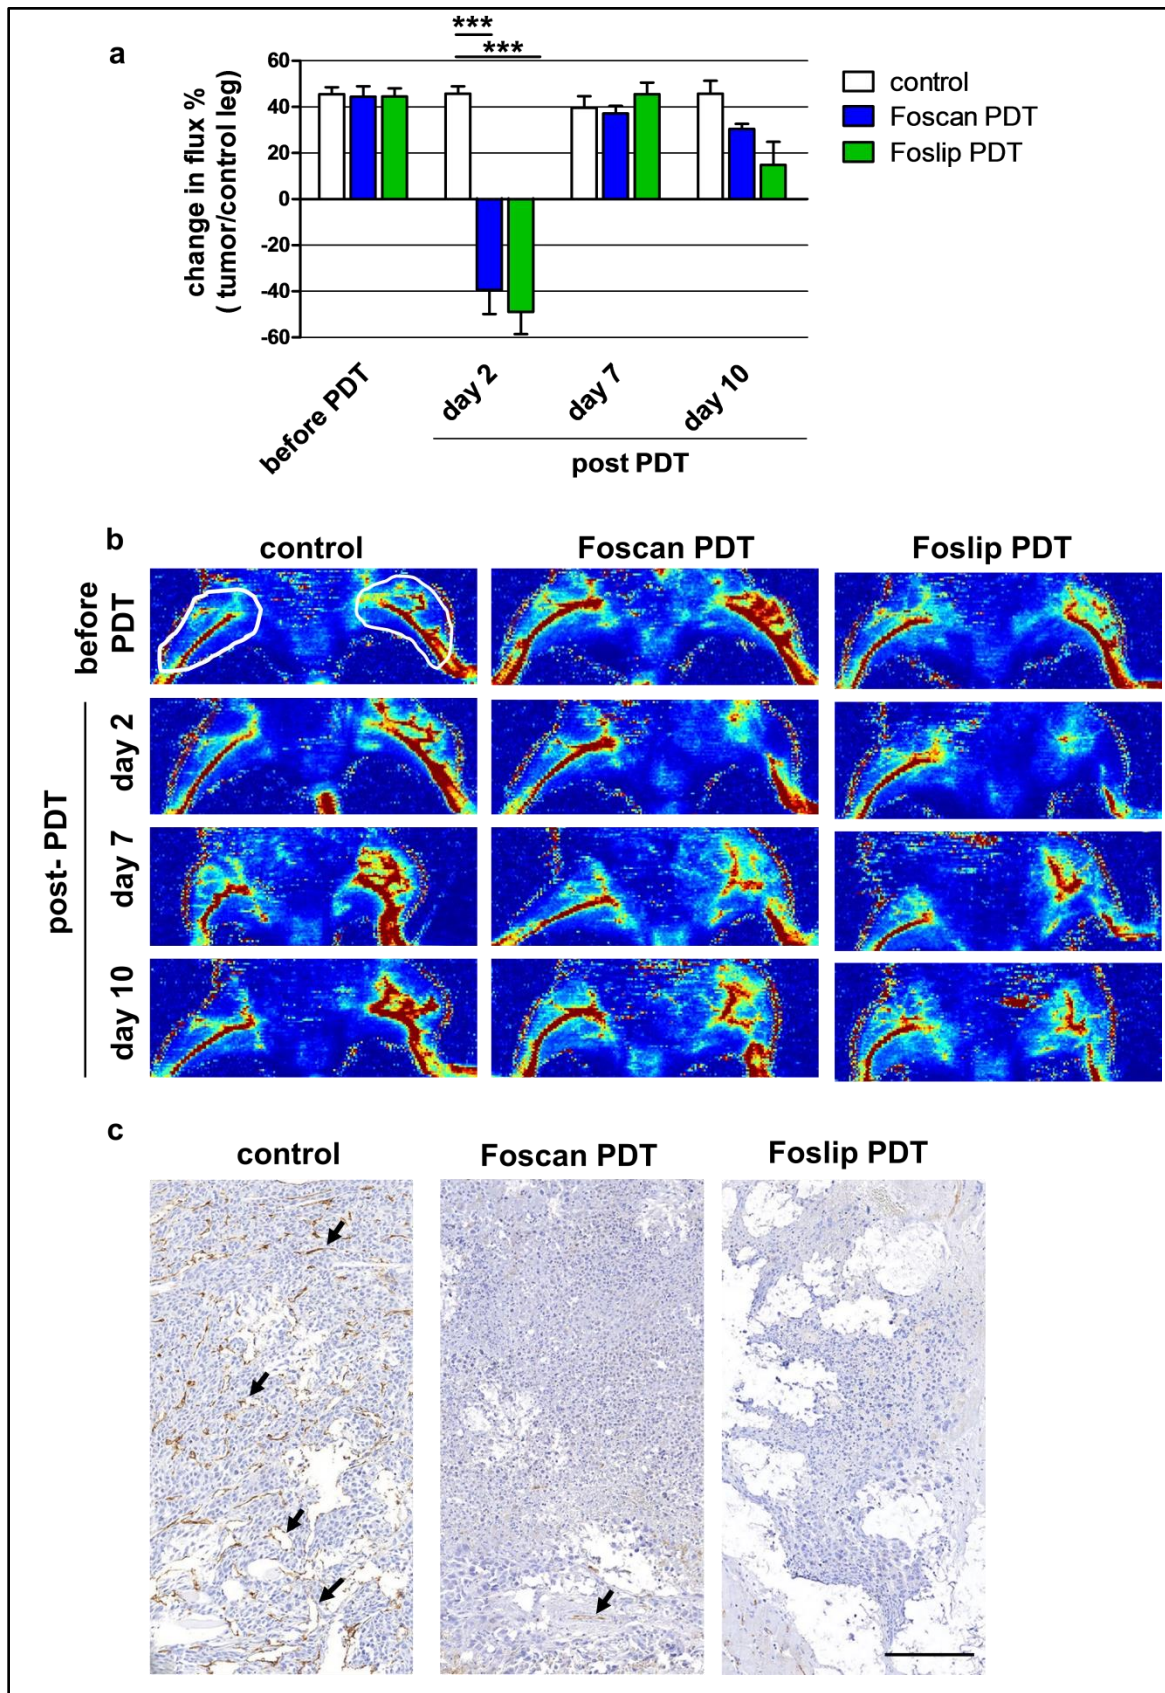 a
***
***
change in flux %
( tumor/control leg)
60
40
20
0
-20
-40
-60
control
Foscan PDT
Foslip PDT
before PDT
day 2
day 7
day 10
post PDT
b
control
Foscan PDT
Foslip PDT
before
PDT
post- PDT
day 2
day 7
day 10
c
control
Foscan PDT
Foslip PDT